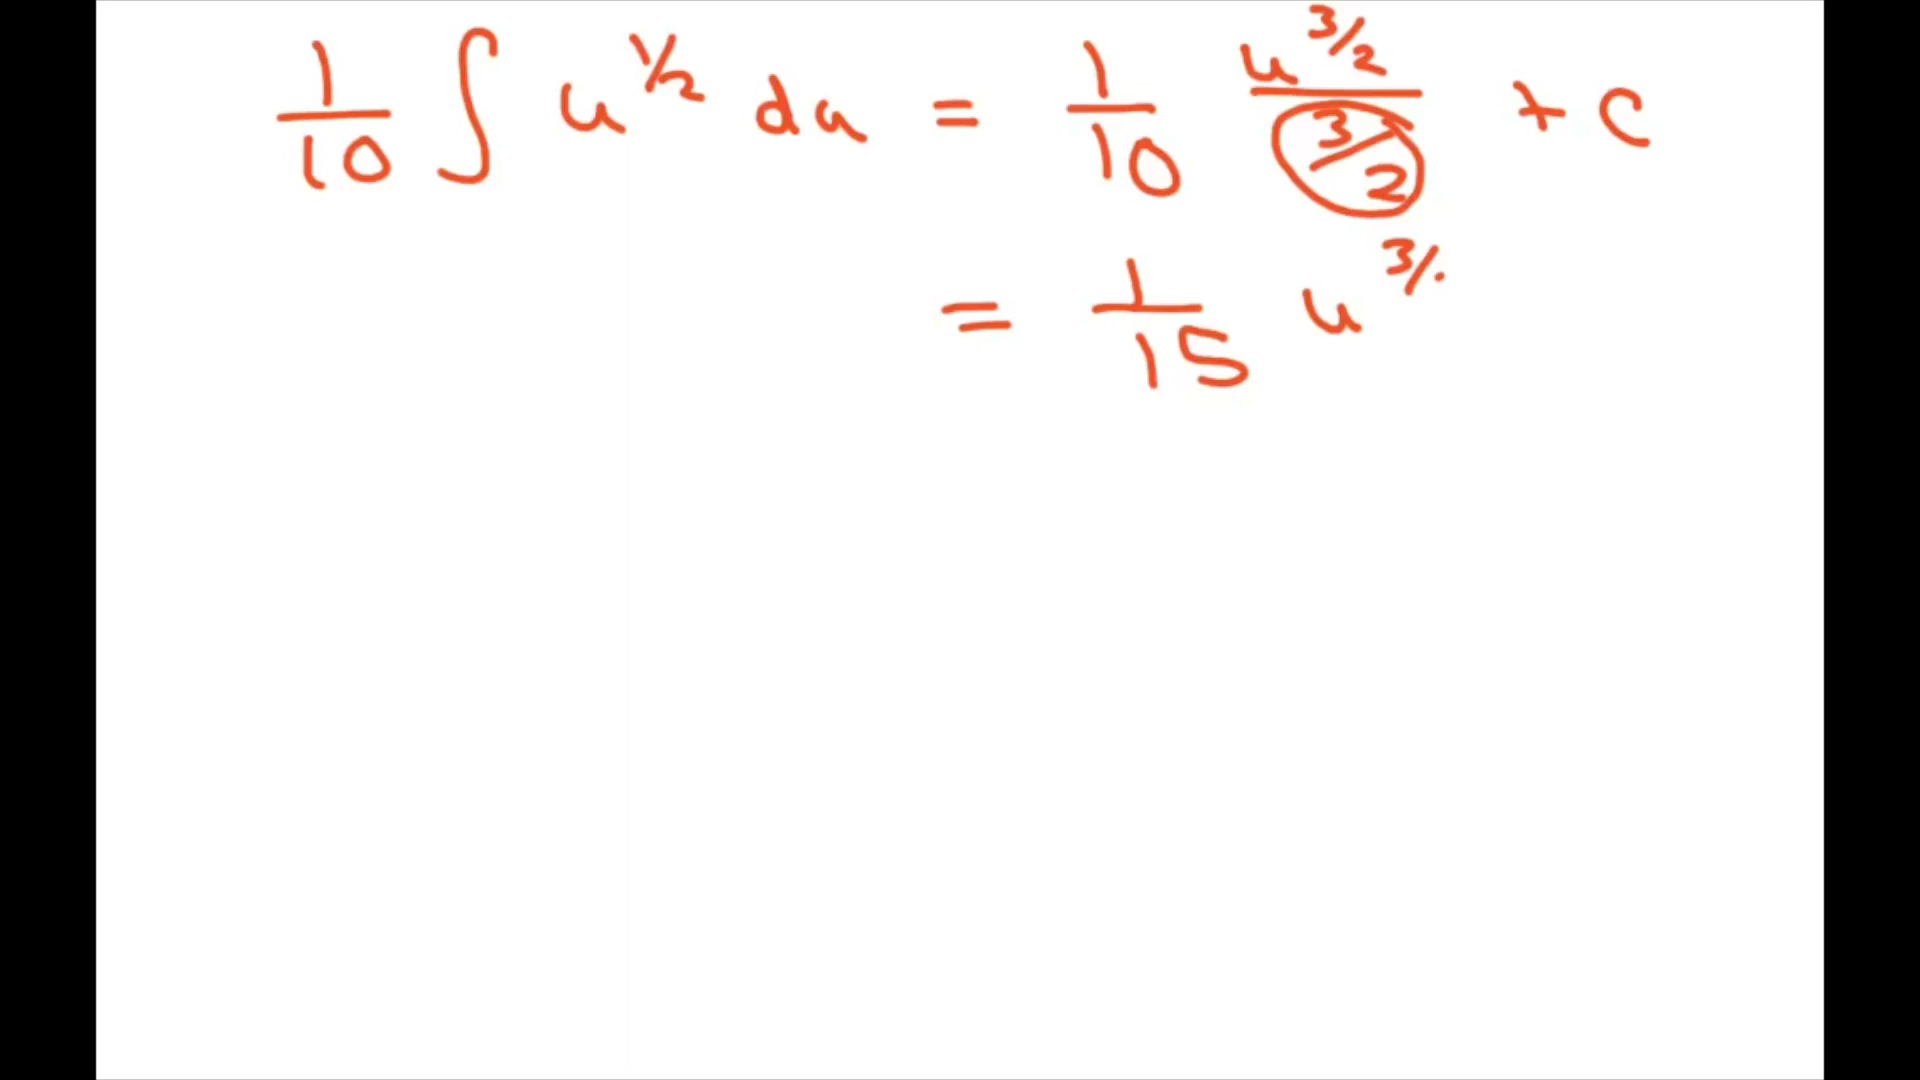 1/10 ∫ u^1/2 du = 1/10 u^3/2 / 3/2 + C
= 1/15 u^3/